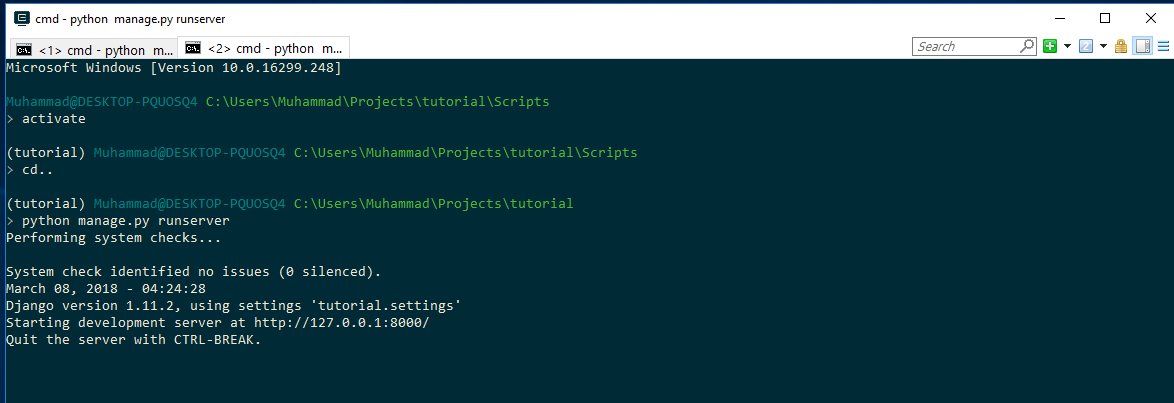 cmd - python  manage.py runserver
<1> cmd - python  m...
<2> cmd - python  m...
Search
Microsoft Windows [Version 10.0.16299.248]
Muhammad@DESKTOP-PQUOSQ4 C:\Users\Muhammad\Projects\tutorial\Scripts
> activate
(tutorial) Muhammad@DESKTOP-PQUOSQ4 C:\Users\Muhammad\Projects\tutorial\Scripts
> cd..
(tutorial) Muhammad@DESKTOP-PQUOSQ4 C:\Users\Muhammad\Projects\tutorial
> python manage.py runserver
Performing system checks...
System check identified no issues (0 silenced).
March 08, 2018 - 04:24:28
Django version 1.11.2, using settings 'tutorial.settings'
Starting development server at http://127.0.0.1:8000/
Quit the server with CTRL-BREAK.